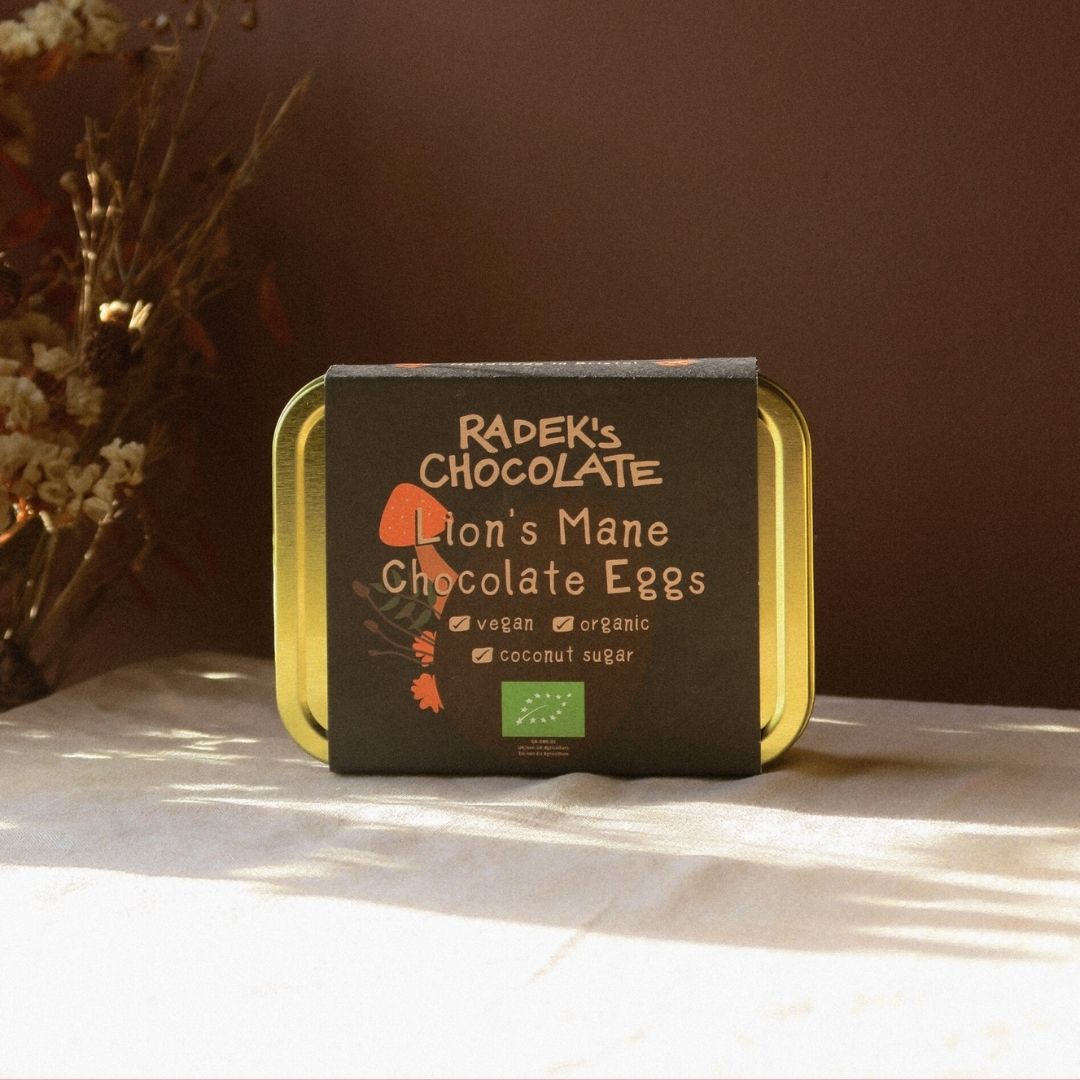 RADEK's
CHOCOLATE
Lion's Mane
Chocolate Eggs
vegan organic
coconut sugar